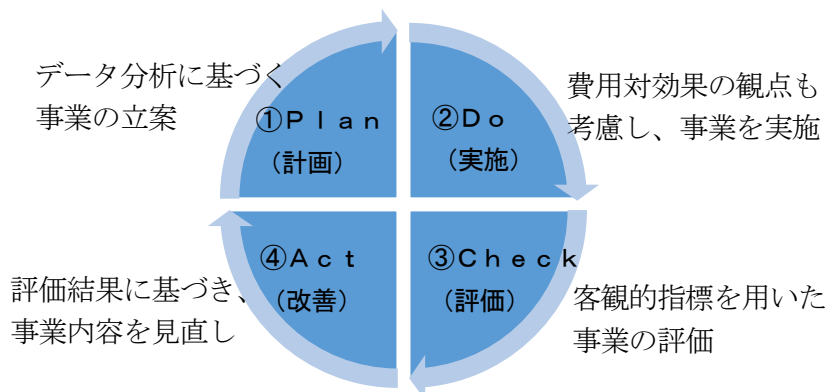 データ分析に基づく
事業の立案
①Ｐｌａｎ
（計画）
②Ｄｏ
（実施）
費用対効果の観点も
考慮し、事業を実施
③Ｃｈｅｃｋ
（評価）
客観的指標を用いた
事業の評価
④Ａｃｔ
（改善）
評価結果に基づき、
事業内容を見直し